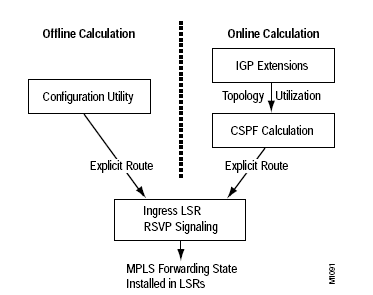 Offline Calculation
Online Calculation
IGP Extensions
Configuration Utility
Topology
Utilization
CSPF Calculation
Explicit Route
Explicit Route
Ingress LSR
RSVP Signaling
MPLS Forwarding State
Installed in LSRs
MI091